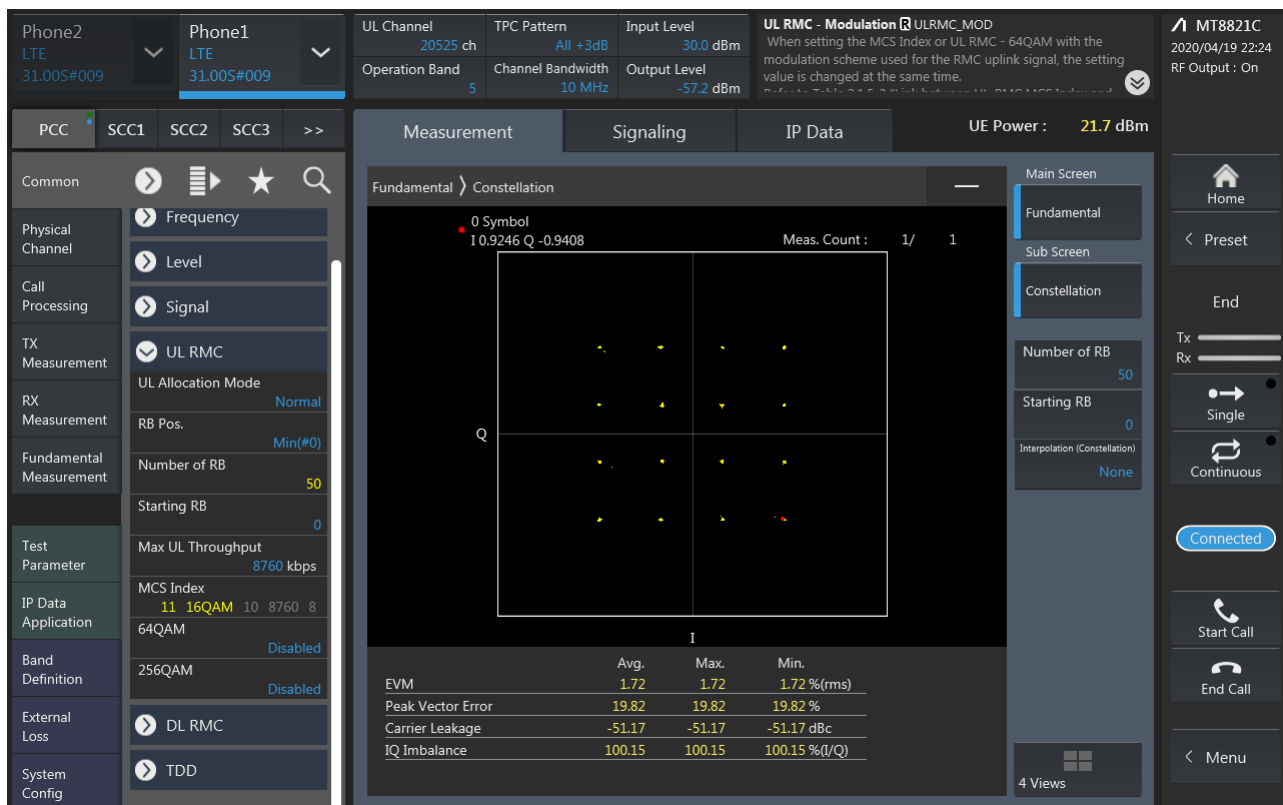 Phone2
LTE
31.00S#009
Phone1
LTE
31.00S#009
UL Channel
20525 ch
TPC Pattern
All +3dB
Input Level
30.0 dBm
Operation Band
5
Channel Bandwidth
10 MHz
Output Level
-57.2 dBm
UL RMC - Modulation R ULRMC_MOD
When setting the MCS Index or UL RMC - 64QAM with the
modulation scheme used for the RMC uplink signal, the setting
value is changed at the same time.
MT8821C
2020/04/19 22:24
RF Output : On
PCC
SCC1
SCC2
SCC3
>>
Measurement
Signaling
IP Data
UE Power : 21.7 dBm
Common
Physical
Channel
Call
Processing
TX
Measurement
RX
Measurement
Fundamental
Measurement
Test
Parameter
IP Data
Application
Band
Definition
External
Loss
System
Config
Frequency
Level
Signal
UL RMC
UL Allocation Mode
Normal
RB Pos.
Min(#0)
Number of RB
50
Starting RB
0
Max UL Throughput
8760 kbps
MCS Index
11 16QAM 10 8760 8
64QAM
Disabled
256QAM
Disabled
DL RMC
TDD
Fundamental 〉 Constellation
0 Symbol
I 0.9246 Q -0.9408
Meas. Count : 1/ 1
Q
I
Avg. Max. Min.
EVM 1.72 1.72 1.72 %(rms)
Peak Vector Error 19.82 19.82 19.82 %
Carrier Leakage -51.17 -51.17 -51.17 dBc
IQ Imbalance 100.15 100.15 100.15 %(I/Q)
Main Screen
Fundamental
Sub Screen
Constellation
Number of RB
50
Starting RB
0
Interpolation (Constellation)
None
4 Views
Home
< Preset
End
Tx
Rx
Single
Continuous
Connected
Start Call
End Call
< Menu